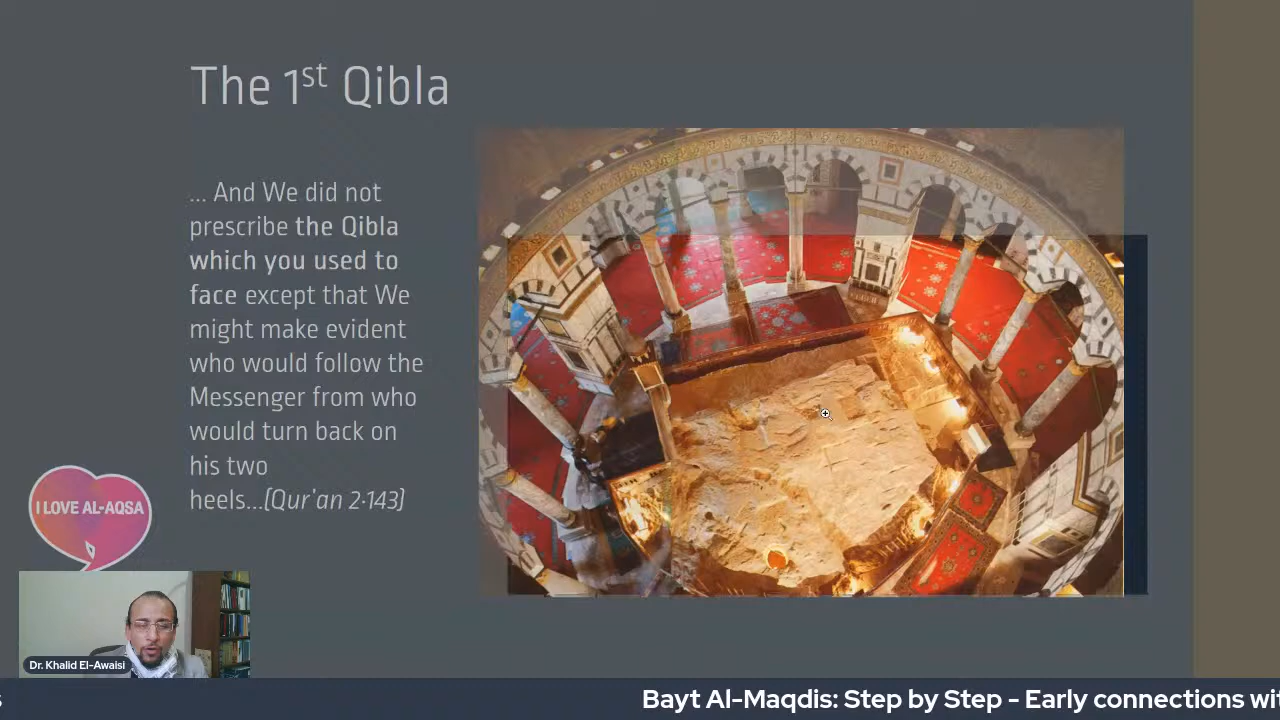 The 1st Qibla
... And We did not
prescribe the Qibla
which you used to
face except that We
might make evident
who would follow the
Messenger from who
would turn back on
his two
heels...[Qur'an 2:143]
I LOVE AL-AQSA
Dr. Khalid El-Awaisi
s Bayt Al-Maqdis: Step by Step - Early connections wit